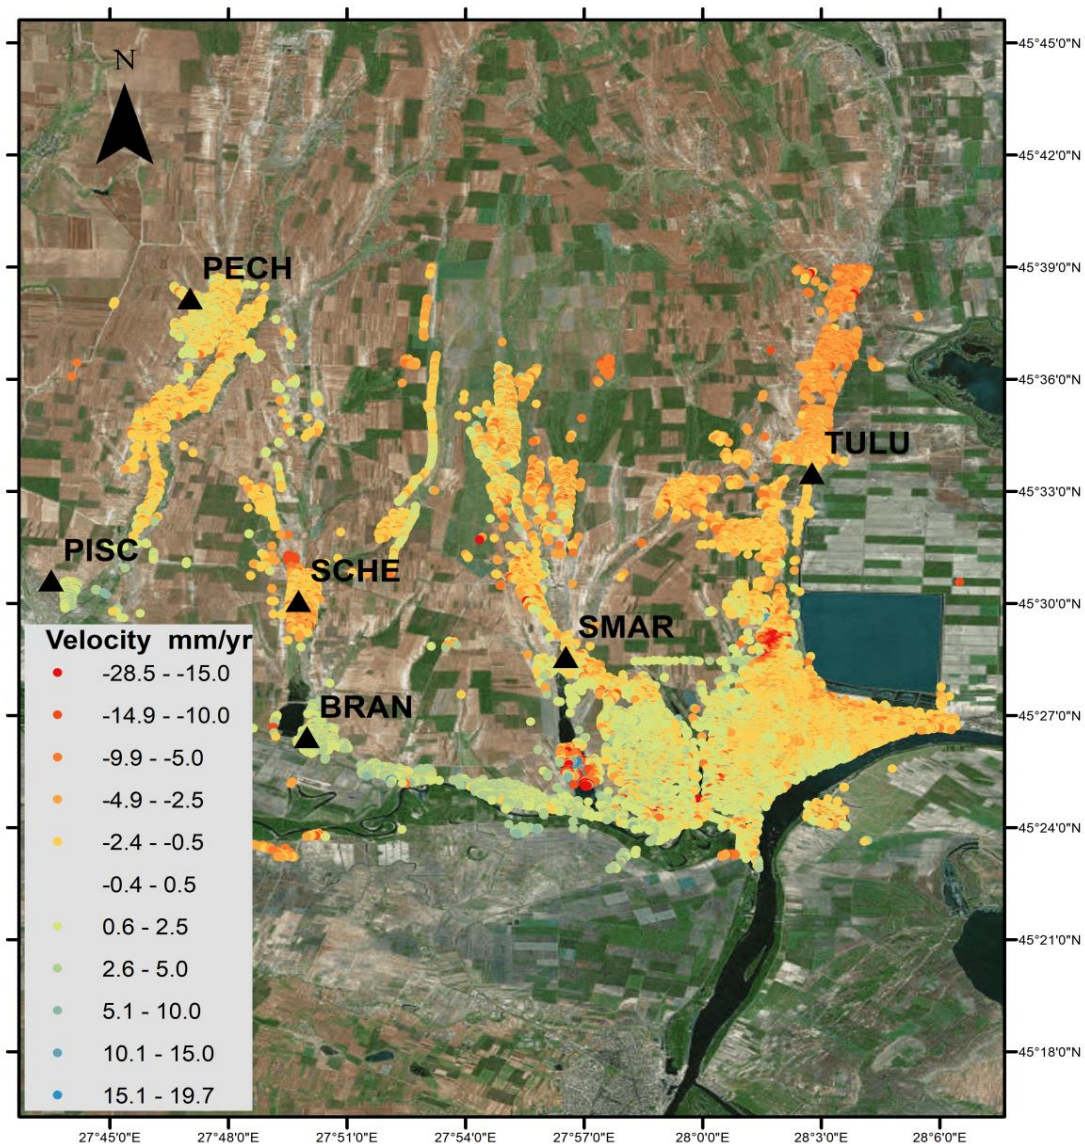 N
45°45'0"N
45°42'0"N
45°39'0"N
PECH
45°36'0"N
TULU
45°33'0"N
PISC
SCHE
45°30'0"N
SMAR
Velocity mm/yr
-28.5 - -15.0
-14.9 - -10.0
-9.9 - -5.0
-4.9 - -2.5
-2.4 - -0.5
-0.4 - 0.5
0.6 - 2.5
2.6 - 5.0
5.1 - 10.0
10.1 - 15.0
15.1 - 19.7
BRAN
45°27'0"N
45°24'0"N
45°21'0"N
45°18'0"N
27°45'0"E 27°48'0"E 27°51'0"E 27°54'0"E 27°57'0"E 28°0'0"E 28°3'0"E 28°6'0"E